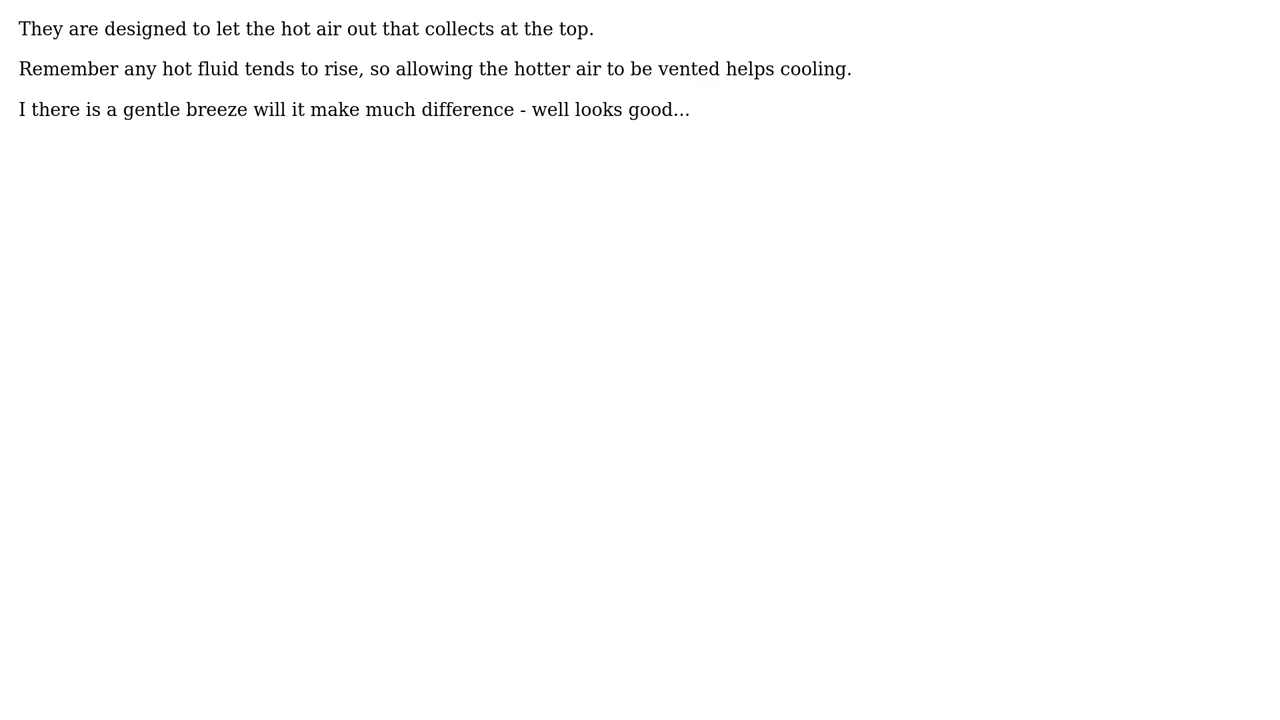 They are designed to let the hot air out that collects at the top.
Remember any hot fluid tends to rise, so allowing the hotter air to be vented helps cooling.
I there is a gentle breeze will it make much difference - well looks good...